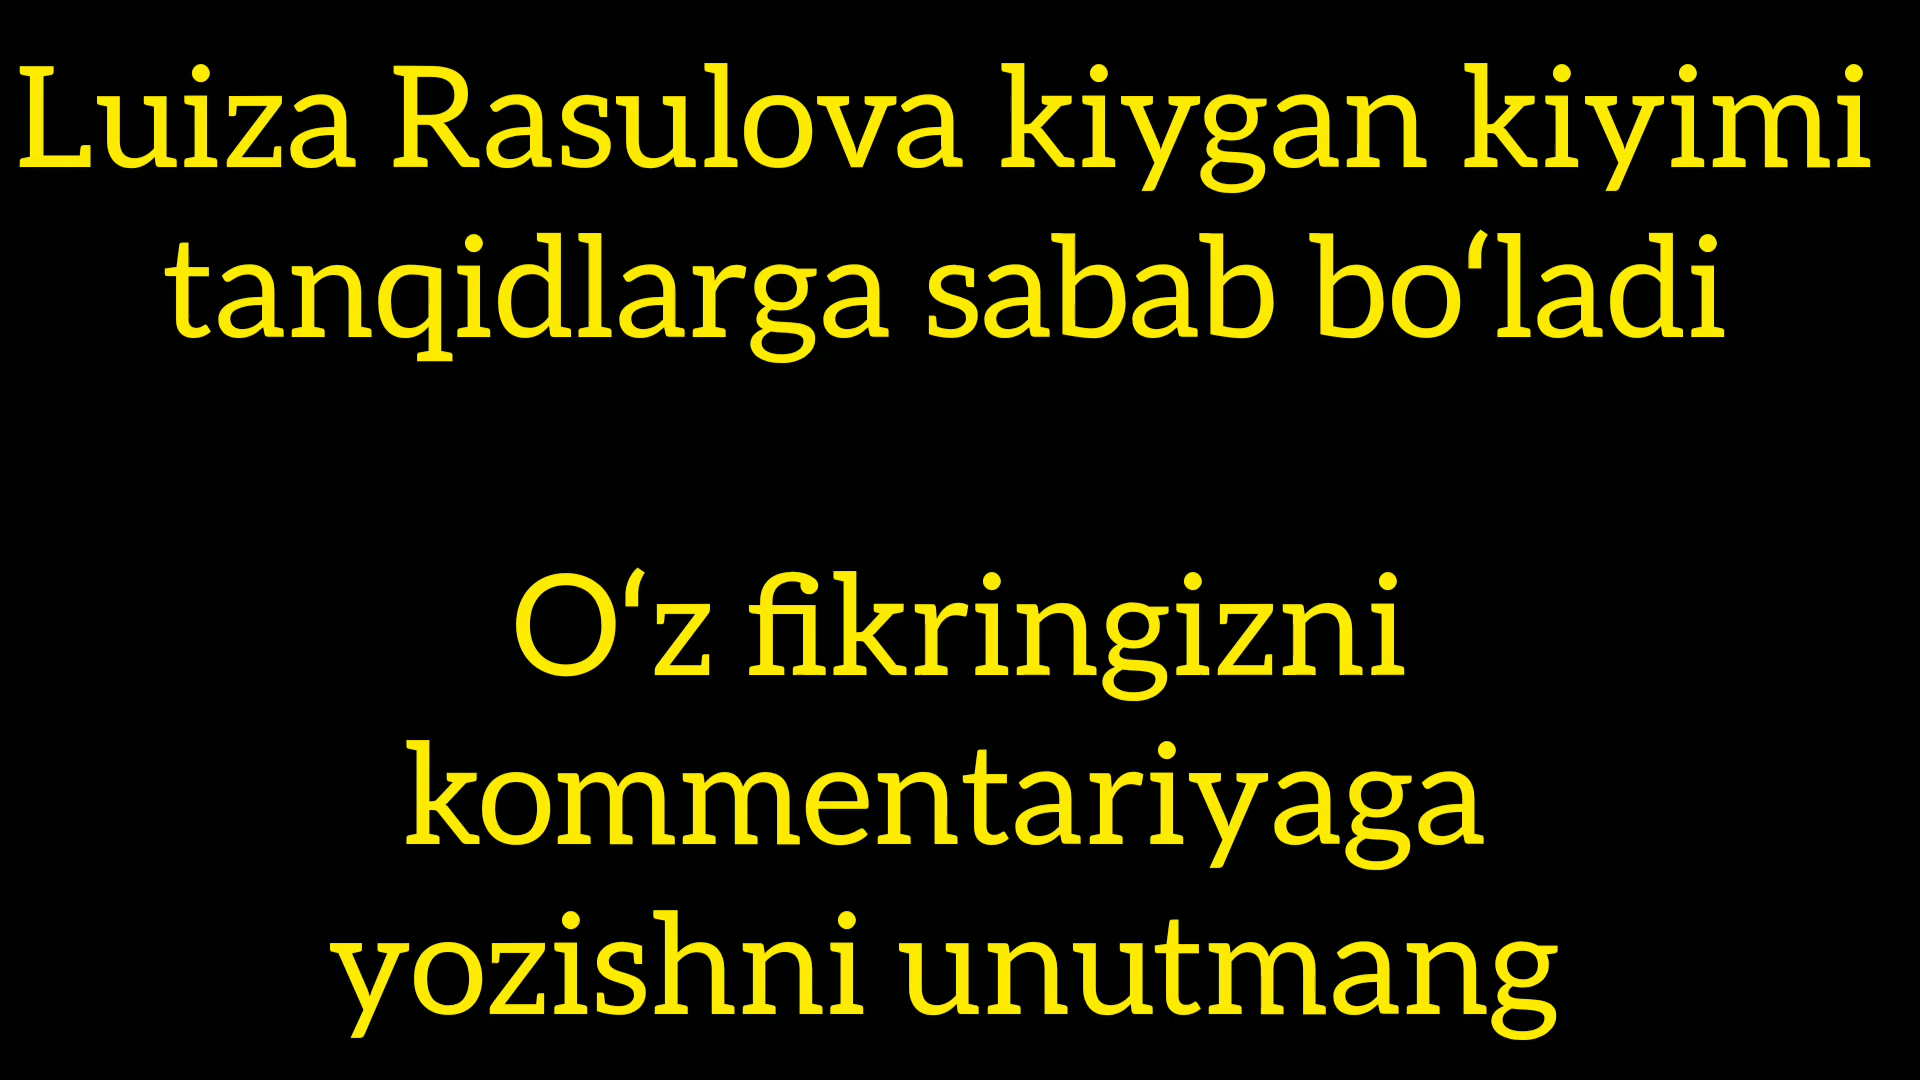 Luiza Rasulova kiygan kiyimi
tanqidlarga sabab bo‘ladi
O‘z fikringizni
kommentariyaga
yozishni unutmang